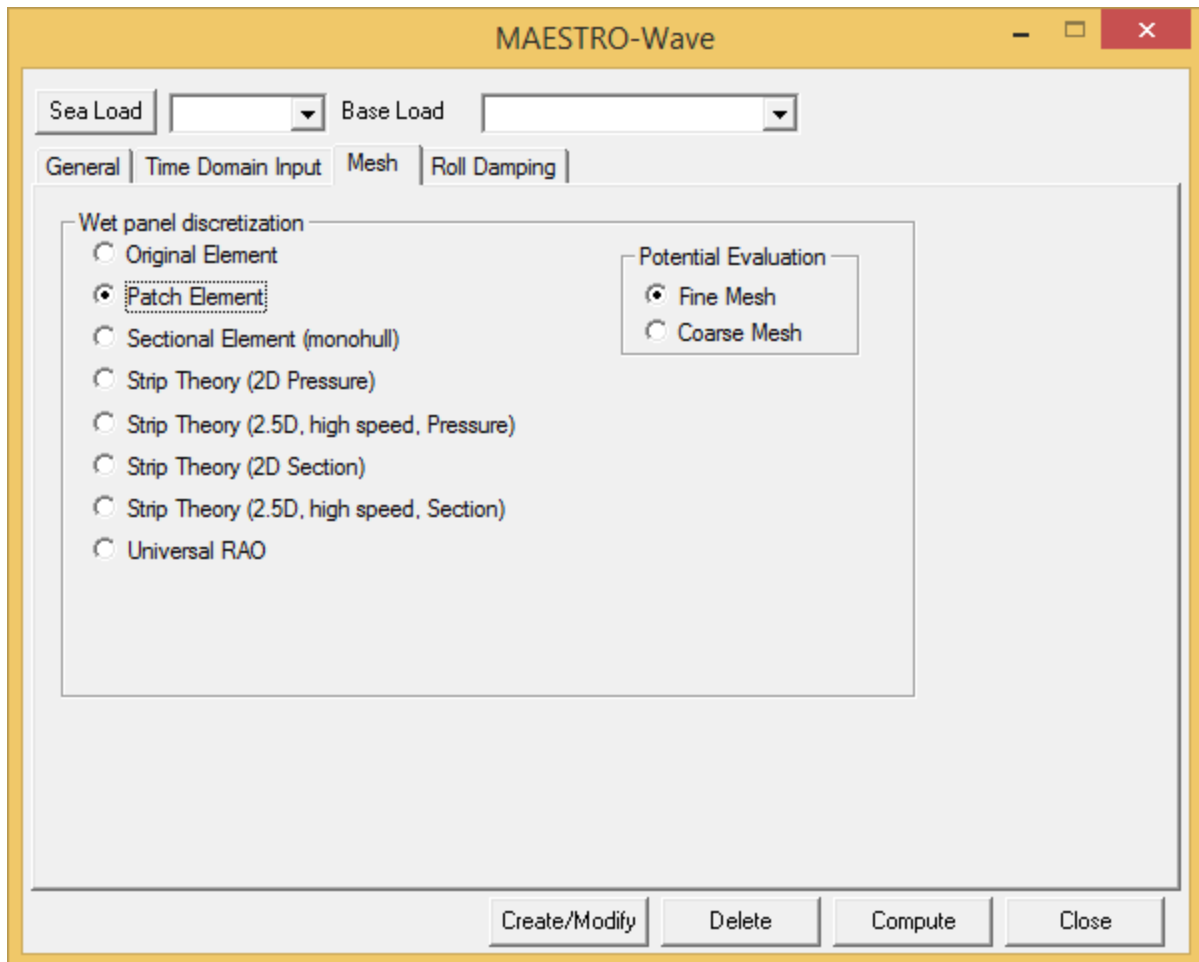 MAESTRO-Wave
Sea Load Base Load
General Time Domain Input Mesh Roll Damping
Wet panel discretization
Original Element
Patch Element
Sectional Element (monohull)
Strip Theory (2D Pressure)
Strip Theory (2.5D, high speed, Pressure)
Strip Theory (2D Section)
Strip Theory (2.5D, high speed, Section)
Universal RAO
Potential Evaluation
Fine Mesh
Coarse Mesh
Create/Modify Delete Compute Close